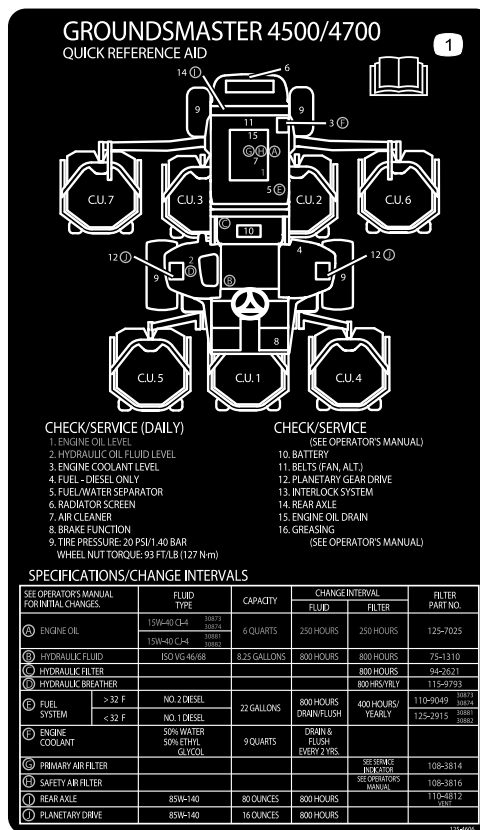 GROUNDSMASTER 4500/4700
QUICK REFERENCE AID
1
14 I
6
9
9
11
3 F
15
G H A
7
1
5 E
C.U. 7
C.U. 3
C.U. 2
C.U. 6
C
10
12 J
2
D
4
12 J
9
B
9
8
C.U. 5
C.U. 1
C.U. 4
CHECK/SERVICE (DAILY)
1. ENGINE OIL LEVEL
2. HYDRAULIC OIL FLUID LEVEL
3. ENGINE COOLANT LEVEL
4. FUEL - DIESEL ONLY
5. FUEL/WATER SEPARATOR
6. RADIATOR SCREEN
7. AIR CLEANER
8. BRAKE FUNCTION
9. TIRE PRESSURE: 20 PSI/1.40 BAR
WHEEL NUT TORQUE: 93 FT/LB (127 N·m)
CHECK/SERVICE
(SEE OPERATOR'S MANUAL)
10. BATTERY
11. BELTS (FAN, ALT.)
12. PLANETARY GEAR DRIVE
13. INTERLOCK SYSTEM
14. REAR AXLE
15. ENGINE OIL DRAIN
16. GREASING
(SEE OPERATOR'S MANUAL)
SPECIFICATIONS/CHANGE INTERVALS
SEE OPERATOR'S MANUAL FOR INITIAL CHANGES. FLUID TYPE CAPACITY CHANGE INTERVAL FLUID FILTER FILTER PART NO.
A ENGINE OIL 15W-40 CI-4 30873 30874 15W-40 CJ-4 30881 30882 6 QUARTS 250 HOURS 250 HOURS 125-7025
B HYDRAULIC FLUID ISO VG 46/68 8.25 GALLONS 800 HOURS 800 HOURS 75-1310
C HYDRAULIC FILTER 800 HOURS 94-2621
D HYDRAULIC BREATHER 800 HRS/YRLY 115-9793
E FUEL SYSTEM > 32 F NO. 2 DIESEL < 32 F NO. 1 DIESEL 22 GALLONS 800 HOURS DRAIN/FLUSH 400 HOURS/ YEARLY 110-9049 30873 30874 125-2915 30881 30882
F ENGINE COOLANT 50% WATER 50% ETHYL GLYCOL 9 QUARTS DRAIN & FLUSH EVERY 2 YRS.
G PRIMARY AIR FILTER SEE SERVICE INDICATOR 108-3814
H SAFETY AIR FILTER SEE OPERATOR'S MANUAL 108-3816
I REAR AXLE 85W-140 80 OUNCES 800 HOURS 110-4812 VENT
J PLANETARY DRIVE 85W-140 16 OUNCES 800 HOURS
125-4606